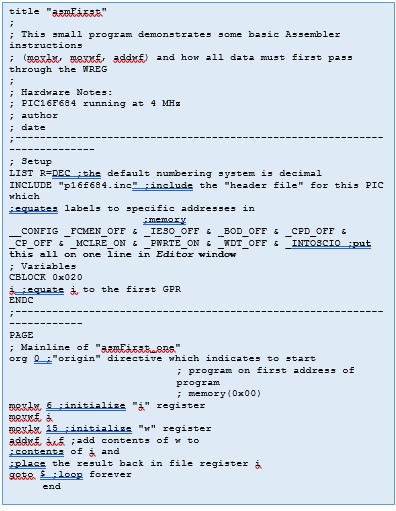 title "asmFirst"
;
; This small program demonstrates some basic Assembler
instructions
; (movlw, movwf, addwf) and how all data must first pass
through the WREG
;
; Hardware Notes:
; PIC16F684 running at 4 MHz
; author
; date
;-----------------------------------------------------
---------------
; Setup
LIST R=DEC ;the default numbering system is decimal
INCLUDE "p16f684.inc" ;include the "header file" for this PIC
which
;equates labels to specific addresses in
;memory
__CONFIG _FCMEN_OFF & _IESO_OFF & _BOD_OFF & _CPD_OFF &
_CP_OFF & _MCLRE_ON & _PWRTE_ON & _WDT_OFF & _INTOSCIO ;put
this all on one line in Editor window
; Variables
CBLOCK 0x020
i ;equate i to the first GPR
ENDC
;-----------------------------------------------------
-------------
PAGE
; Mainline of "asmFirst_one"
org 0 ;"origin" directive which indicates to start
; program on first address of
program
; memory(0x00)
movlw 6 ;initialize "i" register
movwf i
movlw 15 ;initialize "w" register
addwf i,f ;add contents of w to
;contents of i and
;place the result back in file register i
goto $ ;loop forever
end